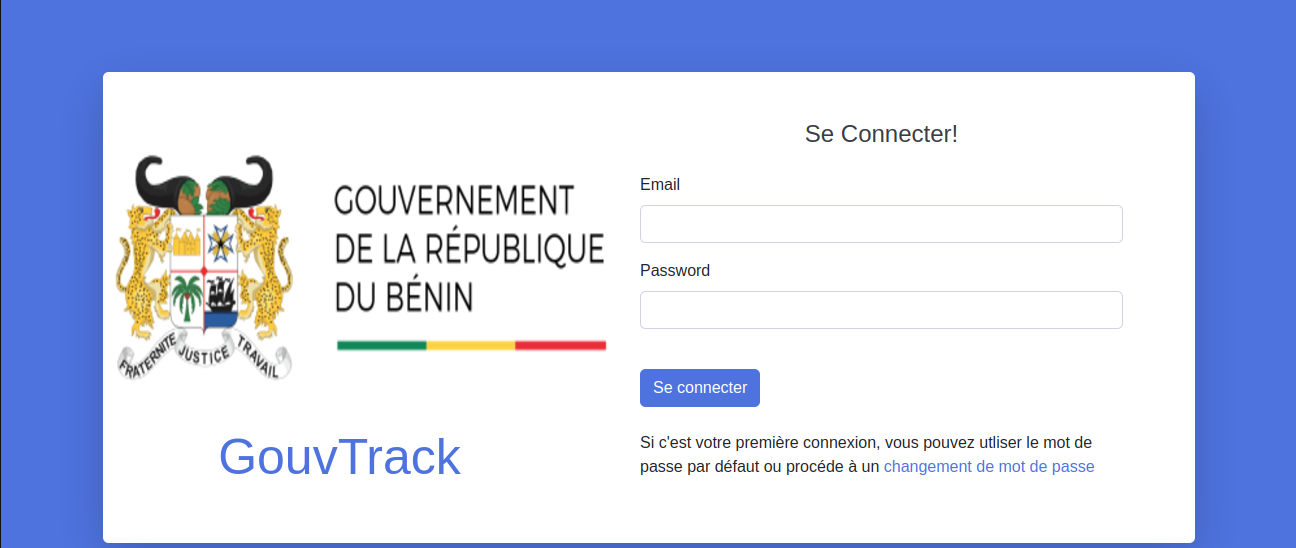 GOUVERNEMENT
DE LA RÉPUBLIQUE
DU BÉNIN
FRATERNITE JUSTICE TRAVAIL
GouvTrack
Se Connecter!
Email
Password
Se connecter
Si c'est votre première connexion, vous pouvez utliser le mot de
passe par défaut ou procéde à un changement de mot de passe